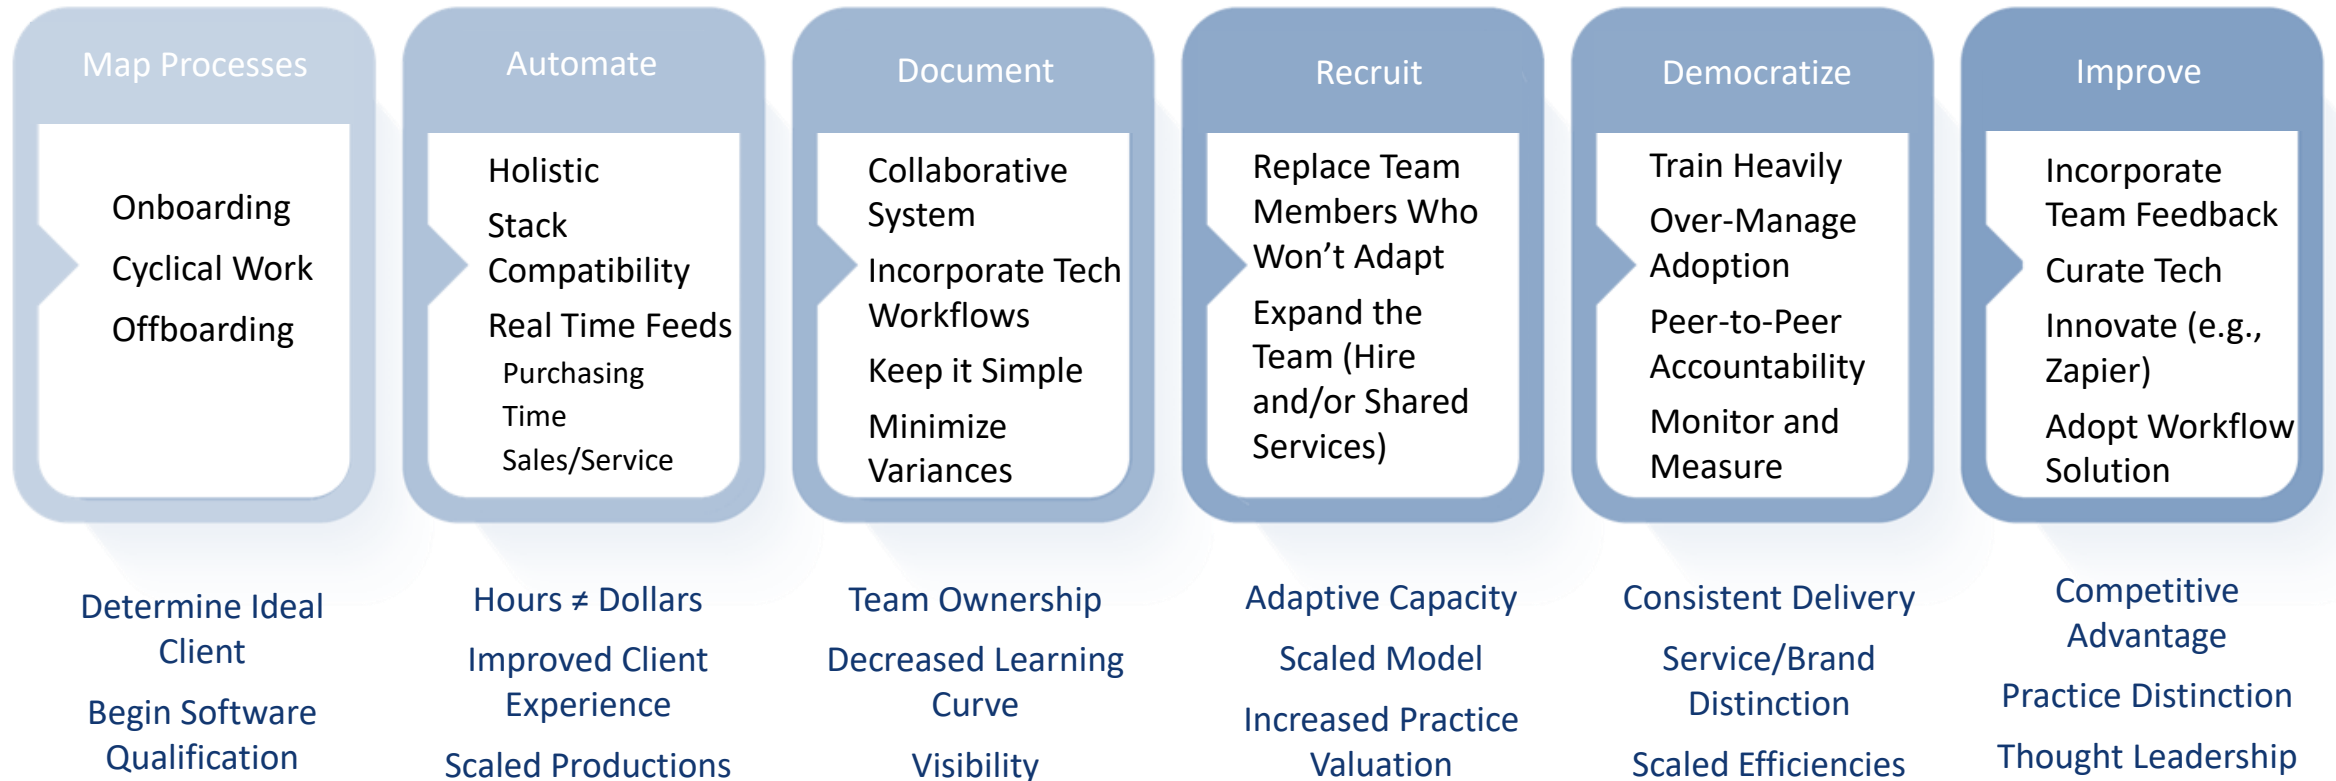 Map Processes
Onboarding
Cyclical Work
Offboarding
Determine Ideal
Client
Begin Software
Qualification
Automate
Holistic
Stack
Compatibility
Real Time Feeds
Purchasing
Time
Sales/Service
Hours ≠ Dollars
Improved Client
Experience
Scaled Productions
Document
Collaborative
System
Incorporate Tech
Workflows
Keep it Simple
Minimize
Variances
Team Ownership
Decreased Learning
Curve
Visibility
Recruit
Replace Team
Members Who
Won’t Adapt
Expand the
Team (Hire
and/or Shared
Services)
Adaptive Capacity
Scaled Model
Increased Practice
Valuation
Democratize
Train Heavily
Over-Manage
Adoption
Peer-to-Peer
Accountability
Monitor and
Measure
Consistent Delivery
Service/Brand
Distinction
Scaled Efficiencies
Improve
Incorporate
Team Feedback
Curate Tech
Innovate (e.g.,
Zapier)
Adopt Workflow
Solution
Competitive
Advantage
Practice Distinction
Thought Leadership